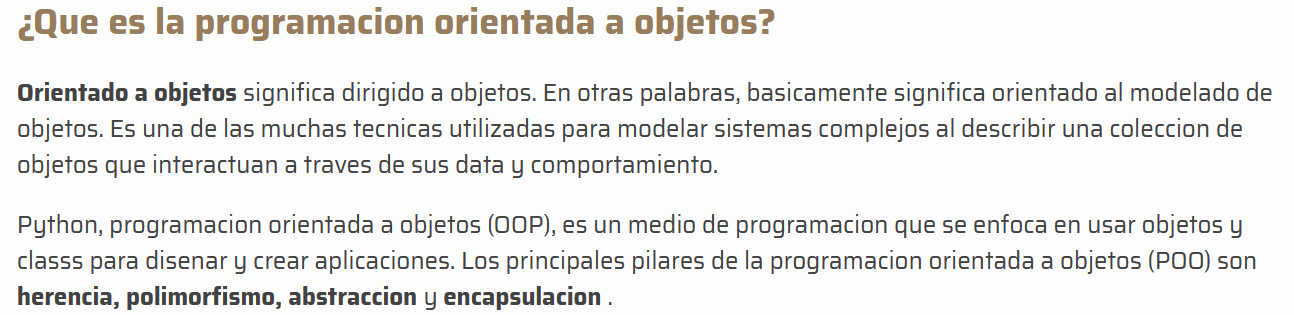 ¿Que es la programacion orientada a objetos?
Orientado a objetos significa dirigido a objetos. En otras palabras, basicamente significa orientado al modelado de
objetos. Es una de las muchas tecnicas utilizadas para modelar sistemas complejos al describir una coleccion de
objetos que interactuan a traves de sus data y comportamiento.
Python, programacion orientada a objetos (OOP), es un medio de programacion que se enfoca en usar objetos y
classs para disenar y crear aplicaciones. Los principales pilares de la programacion orientada a objetos (POO) son
herencia, polimorfismo, abstraccion y encapsulacion .